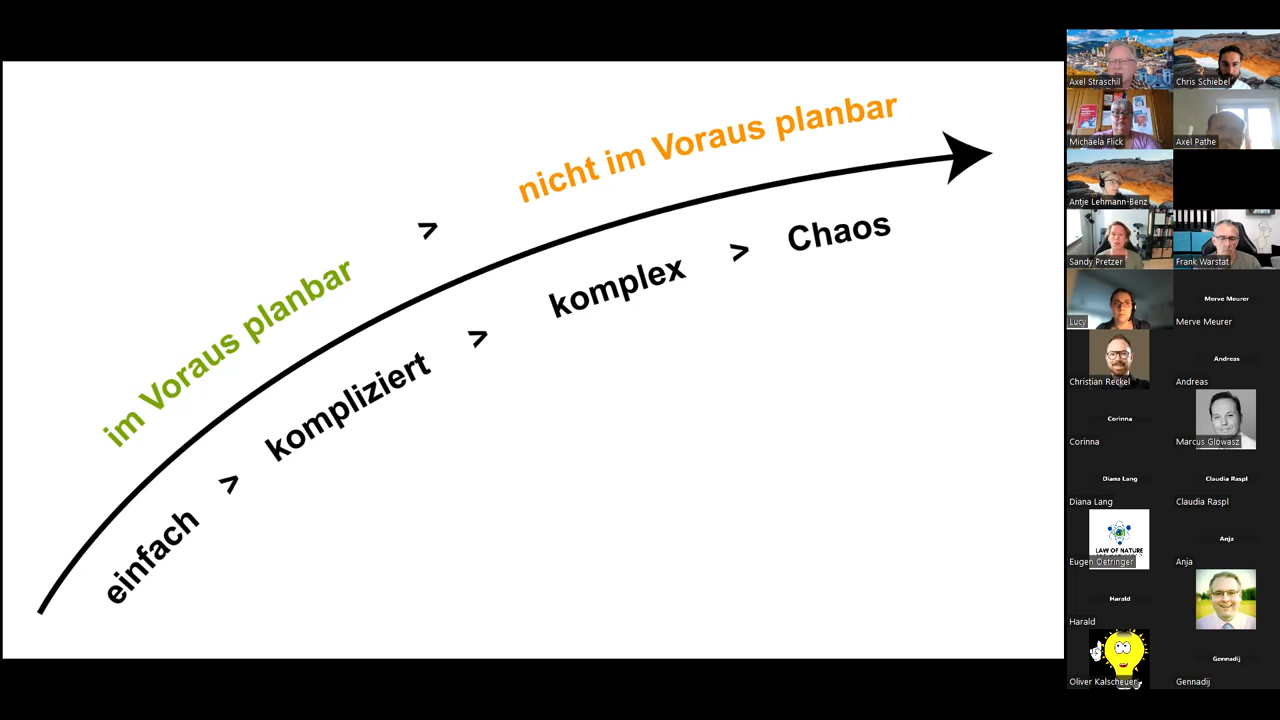 im Voraus planbar
>
nicht im Voraus planbar
einfach
>
kompliziert
>
komplex
>
Chaos
Axel Straschil
Chris Schiebel
Michaela Flick
Axel Pathe
Antje Lehmann-Benz
Sandy Pretzer
Frank Warstat
Lucy
Merve Meurer
Merve Meurer
Christian Reckel
Andreas
Andreas
Corinna
Corinna
Marcus Glowasz
Diana Lang
Diana Lang
Claudia Raspl
Claudia Raspl
LAW OF NATURE
Eugen Oetringer
Anja
Anja
Harald
Harald
Oliver Kalscheuer
Gennadij
Gennadij